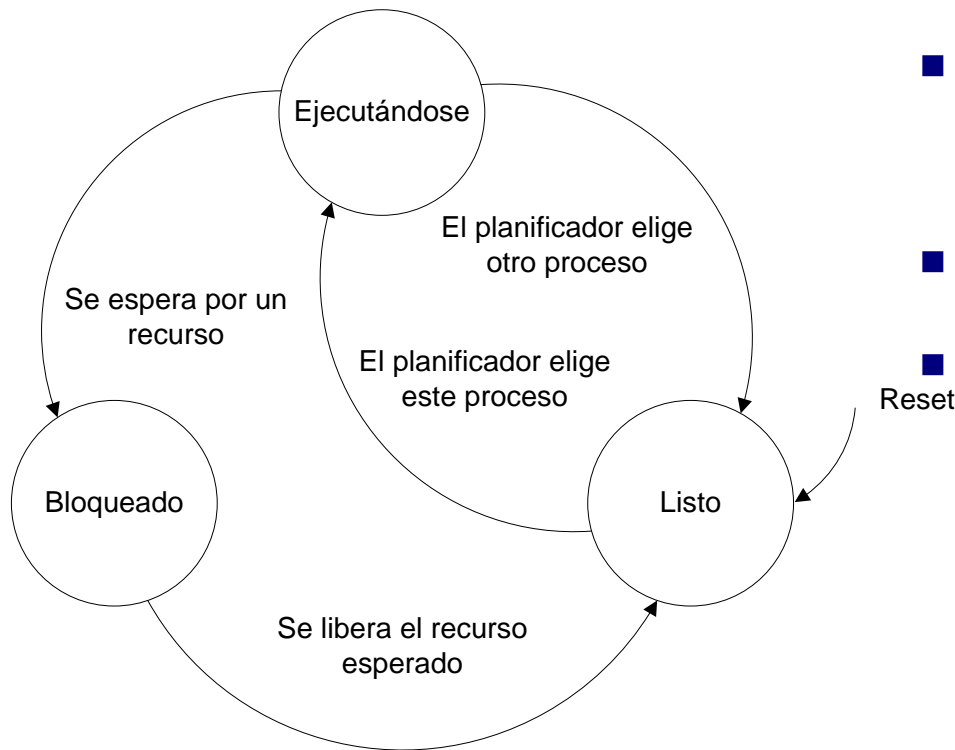 Ejecutándose
El planificador elige
otro proceso
Se espera por un
recurso
El planificador elige
este proceso
Reset
Bloqueado
Listo
Se libera el recurso
esperado